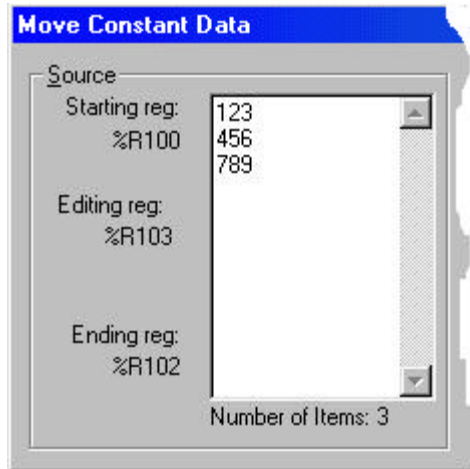 Move Constant Data
Source
Starting reg:
%R100
123
456
789
Editing reg:
%R103
Ending reg:
%R102
Number of Items: 3